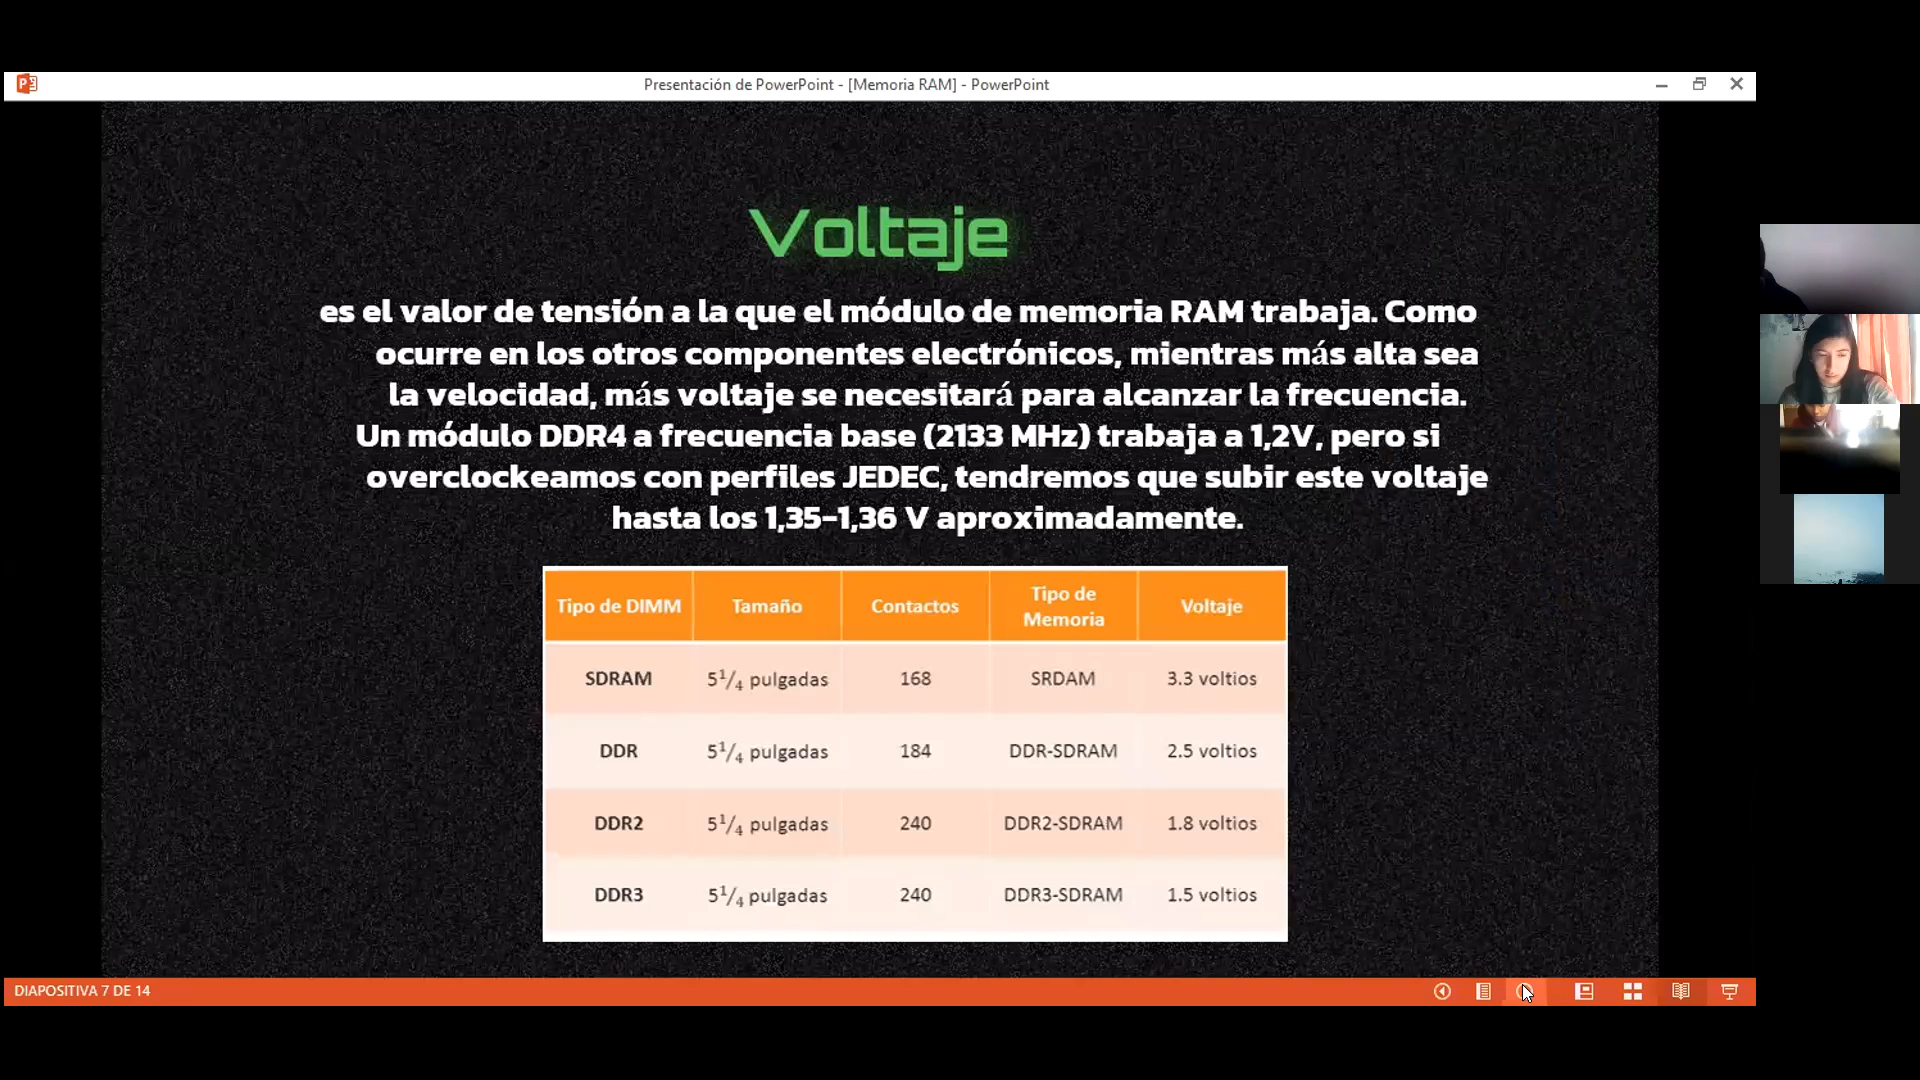 Presentación de PowerPoint - [Memoria RAM] - PowerPoint
Voltaje
es el valor de tensión a la que el módulo de memoria RAM trabaja. Como
ocurre en los otros componentes electrónicos, mientras más alta sea
la velocidad, más voltaje se necesitará para alcanzar la frecuencia.
Un módulo DDR4 a frecuencia base (2133 MHz) trabaja a 1,2V, pero si
overclockeamos con perfiles JEDEC, tendremos que subir este voltaje
hasta los 1,35-1,36 V aproximadamente.
Tipo de DIMM Tamaño Contactos Tipo de Memoria Voltaje
SDRAM 5 1/4 pulgadas 168 SRDAM 3.3 voltios
DDR 5 1/4 pulgadas 184 DDR-SDRAM 2.5 voltios
DDR2 5 1/4 pulgadas 240 DDR2-SDRAM 1.8 voltios
DDR3 5 1/4 pulgadas 240 DDR3-SDRAM 1.5 voltios
DIAPOSITIVA 7 DE 14